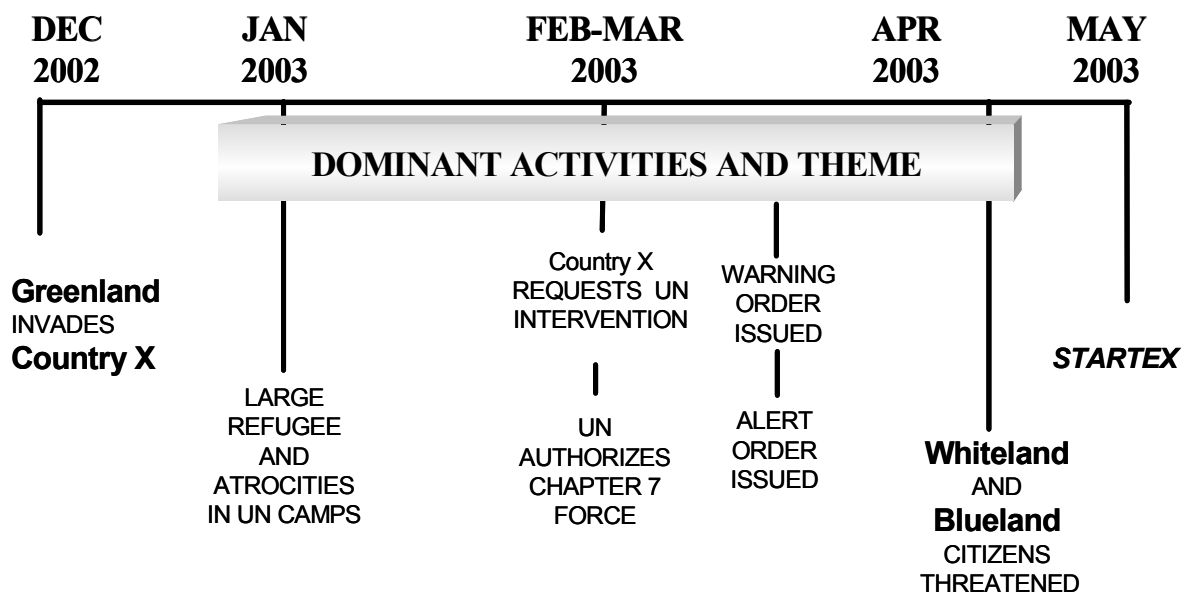 DEC
2002
JAN
2003
FEB-MAR
2003
APR
2003
MAY
2003
DOMINANT ACTIVITIES AND THEME
Greenland
INVADES
Country X
LARGE
REFUGEE
AND
ATROCITIES
IN UN CAMPS
Country X
REQUESTS UN
INTERVENTION
UN
AUTHORIZES
CHAPTER 7
FORCE
WARNING
ORDER
ISSUED
ALERT
ORDER
ISSUED
Whiteland
AND
Blueland
CITIZENS
THREATENED
STARTEX